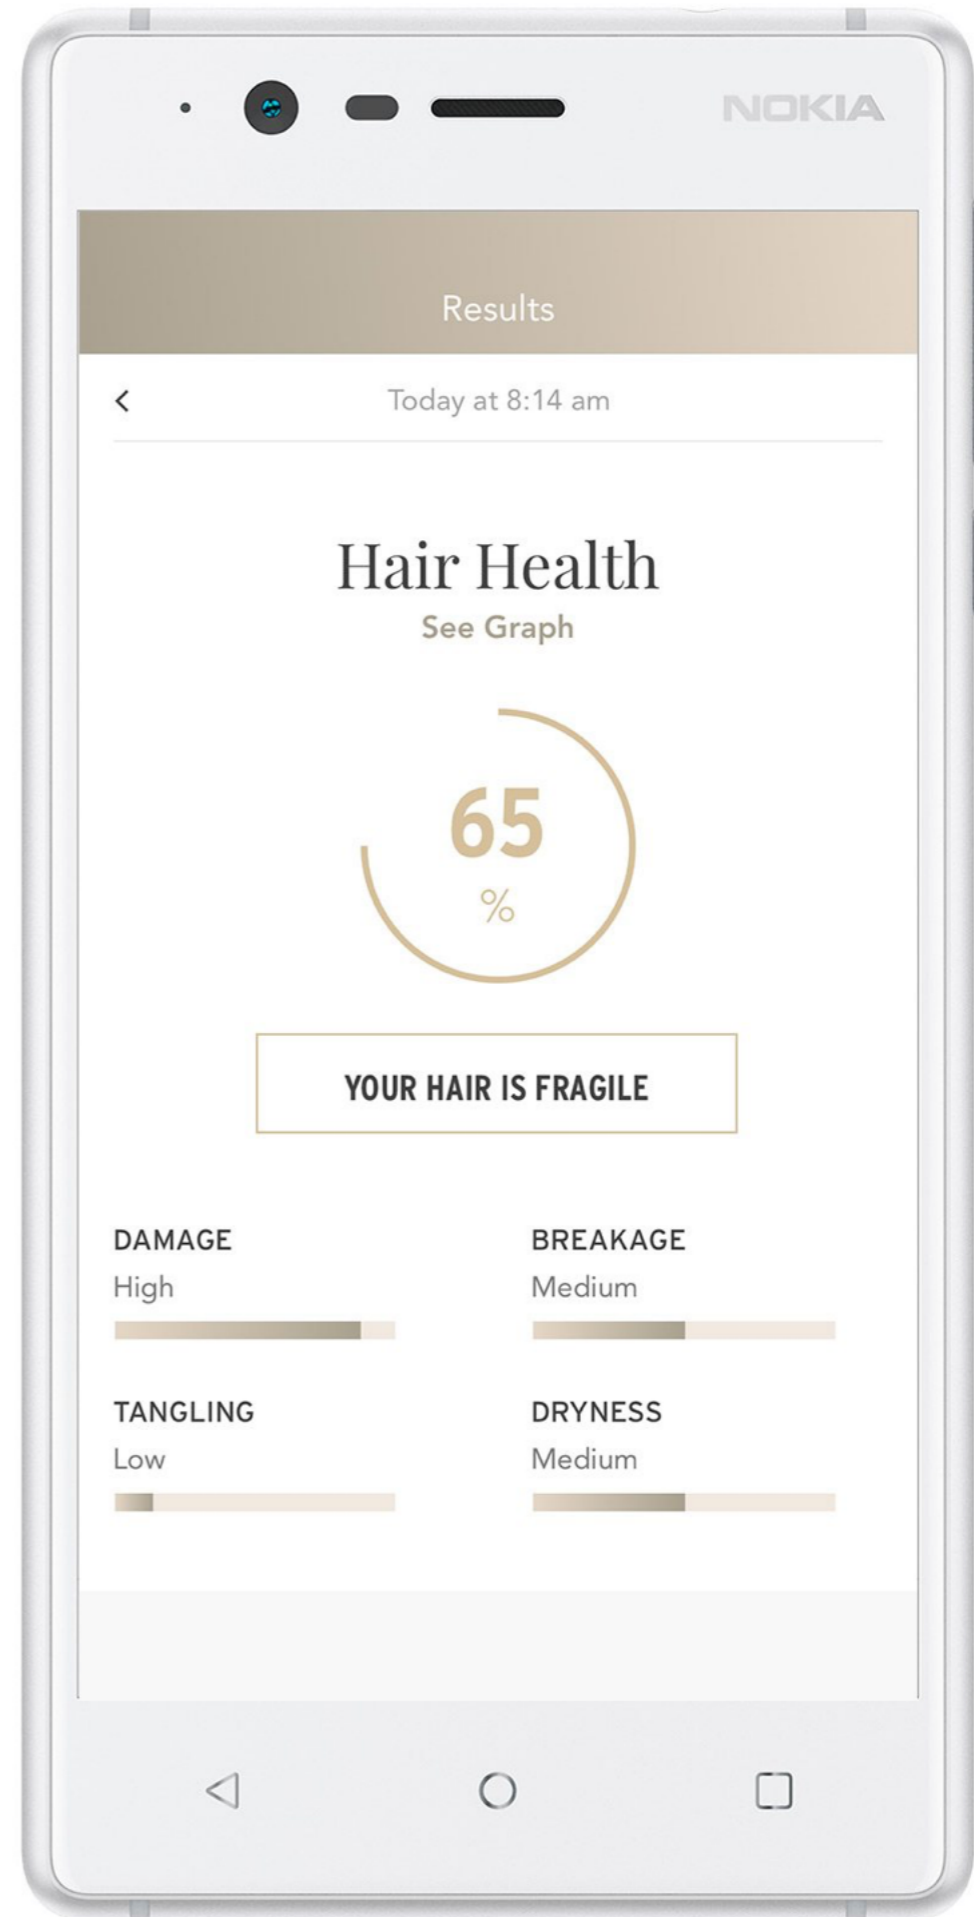 NOKIA
Results
Today at 8:14 am
Hair Health
See Graph
65
%
YOUR HAIR IS FRAGILE
DAMAGE
High
BREAKAGE
Medium
TANGLING
Low
DRYNESS
Medium